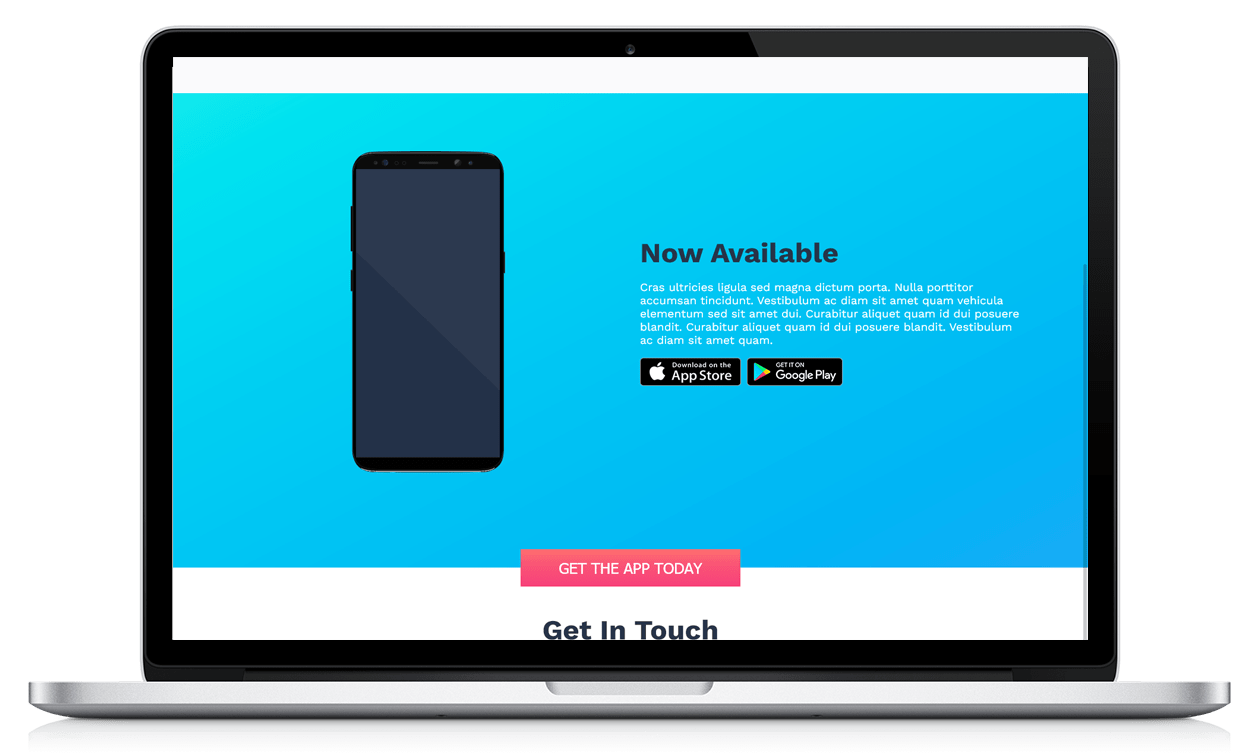 Now Available
Cras ultricies ligula sed magna dictum porta. Nulla porttitor
accumsan tincidunt. Vestibulum ac diam sit amet quam vehicula
elementum sed sit amet dui. Curabitur aliquet quam id dui posuere
blandit. Curabitur aliquet quam id dui posuere blandit. Vestibulum
ac diam sit amet quam.
Download on the
App Store
GET IT ON
Google Play
GET THE APP TODAY
Get In Touch